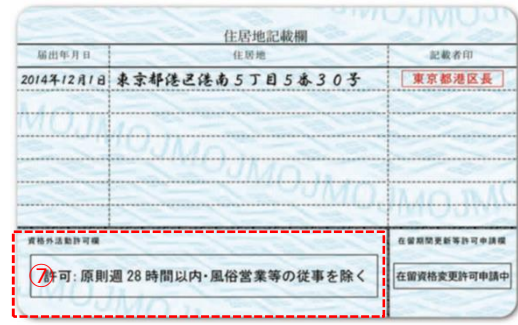 住居地記載欄
届出年月日 住居地 記載者印
2014年12月1日 東京都港区港南5丁目5番30号 東京都港区長
MOJMOJMOJMOJ
資格外活動許可欄 在留期間更新等許可申請欄
⑦許可:原則週28時間以内・風俗営業等の従事を除く 在留資格変更許可申請中